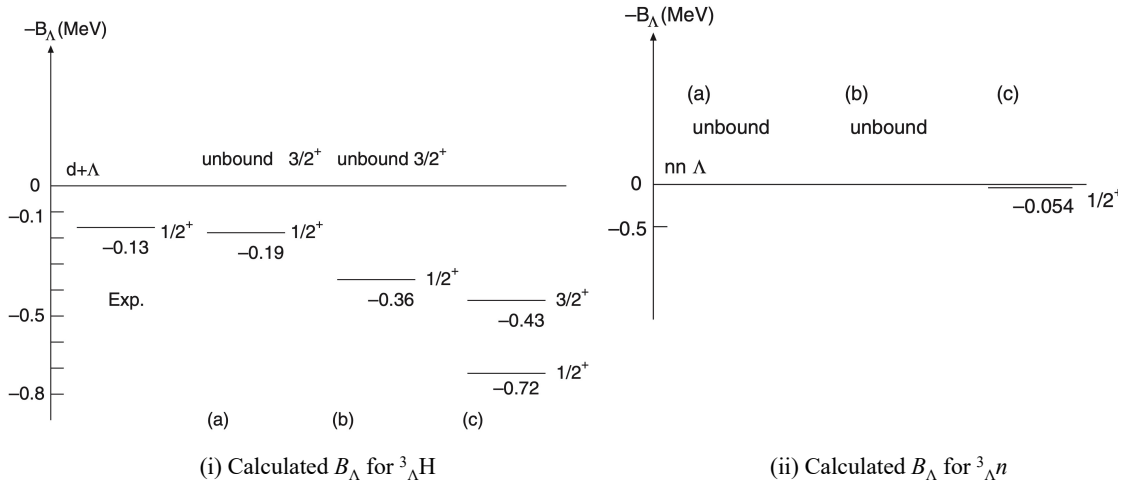 −B_Λ (MeV)
d+Λ
unbound 3/2⁺
unbound 3/2⁺
0
−0.1
−0.5
−0.8
1/2⁺
−0.13
Exp.
1/2⁺
−0.19
1/2⁺
−0.36
3/2⁺
−0.43
1/2⁺
−0.72
(a)
(b)
(c)
(i) Calculated B_Λ for ³_ΛH
−B_Λ (MeV)
(a)
(b)
(c)
unbound
unbound
nn Λ
0
−0.5
−0.054
1/2⁺
(ii) Calculated B_Λ for ³_Λn